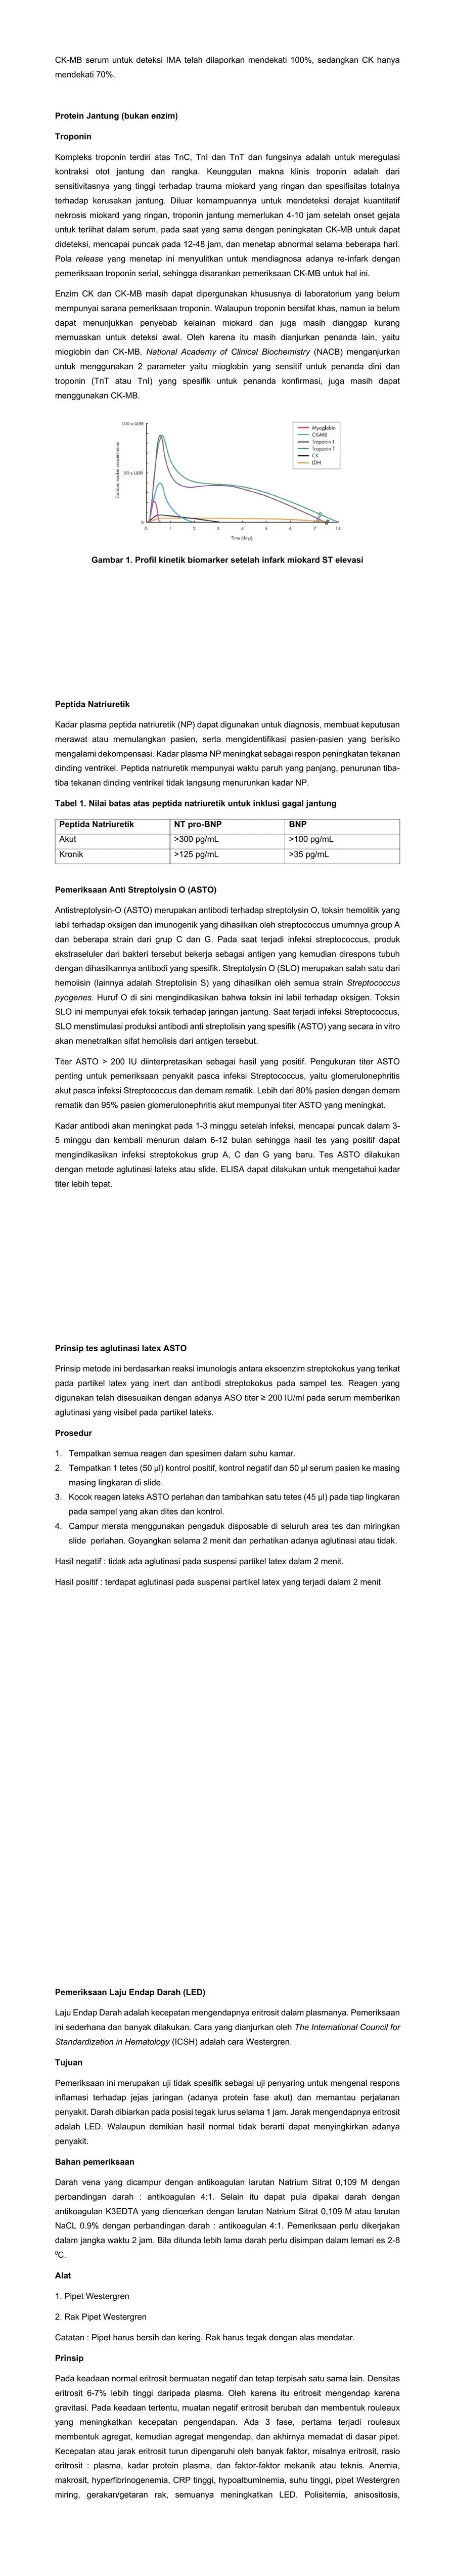 CK-MB serum untuk deteksi IMA telah dilaporkan mendekati 100%, sedangkan CK hanya
mendekati 70%.
Protein Jantung (bukan enzim)
Troponin
Kompleks troponin terdiri atas TnC, TnI dan TnT dan fungsinya adalah untuk meregulasi
kontraksi otot jantung dan rangka. Keunggulan makna klinis troponin adalah dari
sensitivitasnya yang tinggi terhadap trauma miokard yang ringan dan spesifisitas totalnya
terhadap kerusakan jantung. Diluar kemampuannya untuk mendeteksi derajat kuantitatif
nekrosis miokard yang ringan, troponin jantung memerlukan 4-10 jam setelah onset gejala
untuk terlihat dalam serum, pada saat yang sama dengan peningkatan CK-MB untuk dapat
dideteksi, mencapai puncak pada 12-48 jam, dan menetap abnormal selama beberapa hari.
Pola release yang menetap ini menyulitkan untuk mendiagnosa adanya re-infark dengan
pemeriksaan troponin serial, sehingga disarankan pemeriksaan CK-MB untuk hal ini.
Enzim CK dan CK-MB masih dapat dipergunakan khususnya di laboratorium yang belum
mempunyai sarana pemeriksaan troponin. Walaupun troponin bersifat khas, namun ia belum
dapat menunjukkan penyebab kelainan miokard dan juga masih dianggap kurang
memuaskan untuk deteksi awal. Oleh karena itu masih dianjurkan penanda lain, yaitu
mioglobin dan CK-MB. National Academy of Clinical Biochemistry (NACB) menganjurkan
untuk menggunakan 2 parameter yaitu mioglobin yang sensitif untuk penanda dini dan
troponin (TnT atau TnI) yang spesifik untuk penanda konfirmasi, juga masih dapat
menggunakan CK-MB.
100 x ULRR
50 x ULRR
0
Cardiac marker concentration
Myoglobin
CK-MB
Troponin I
Troponin T
CK
LDH
0 1 2 3 4 5 6 7 14
Time (days)
Gambar 1. Profil kinetik biomarker setelah infark miokard ST elevasi
Peptida Natriuretik
Kadar plasma peptida natriuretik (NP) dapat digunakan untuk diagnosis, membuat keputusan
merawat atau memulangkan pasien, serta mengidentifikasi pasien-pasien yang berisiko
mengalami dekompensasi. Kadar plasma NP meningkat sebagai respon peningkatan tekanan
dinding ventrikel. Peptida natriuretik mempunyai waktu paruh yang panjang, penurunan tiba-
tiba tekanan dinding ventrikel tidak langsung menurunkan kadar NP.
Tabel 1. Nilai batas atas peptida natriuretik untuk inklusi gagal jantung
Peptida Natriuretik NT pro-BNP BNP
Akut >300 pg/mL >100 pg/mL
Kronik >125 pg/mL >35 pg/mL
Pemeriksaan Anti Streptolysin O (ASTO)
Antistreptolysin-O (ASTO) merupakan antibodi terhadap streptolysin O, toksin hemolitik yang
labil terhadap oksigen dan imunogenik yang dihasilkan oleh streptococcus umumnya group A
dan beberapa strain dari grup C dan G. Pada saat terjadi infeksi streptococcus, produk
ekstraseluler dari bakteri tersebut bekerja sebagai antigen yang kemudian direspons tubuh
dengan dihasilkannya antibodi yang spesifik. Streptolysin O (SLO) merupakan salah satu dari
hemolisin (lainnya adalah Streptolisin S) yang dihasilkan oleh semua strain Streptococcus
pyogenes. Huruf O di sini mengindikasikan bahwa toksin ini labil terhadap oksigen. Toksin
SLO ini mempunyai efek toksik terhadap jaringan jantung. Saat terjadi infeksi Streptococcus,
SLO menstimulasi produksi antibodi anti streptolisin yang spesifik (ASTO) yang secara in vitro
akan menetralkan sifat hemolisis dari antigen tersebut.
Titer ASTO > 200 IU diinterpretasikan sebagai hasil yang positif. Pengukuran titer ASTO
penting untuk pemeriksaan penyakit pasca infeksi Streptococcus, yaitu glomerulonephritis
akut pasca infeksi Streptococcus dan demam rematik. Lebih dari 80% pasien dengan demam
rematik dan 95% pasien glomerulonephritis akut mempunyai titer ASTO yang meningkat.
Kadar antibodi akan meningkat pada 1-3 minggu setelah infeksi, mencapai puncak dalam 3-
5 minggu dan kembali menurun dalam 6-12 bulan sehingga hasil tes yang positif dapat
mengindikasikan infeksi streptokokus grup A, C dan G yang baru. Tes ASTO dilakukan
dengan metode aglutinasi lateks atau slide. ELISA dapat dilakukan untuk mengetahui kadar
titer lebih tepat.
Prinsip tes aglutinasi latex ASTO
Prinsip metode ini berdasarkan reaksi imunologis antara eksoenzim streptokokus yang terikat
pada partikel latex yang inert dan antibodi streptokokus pada sampel tes. Reagen yang
digunakan telah disesuaikan dengan adanya ASO titer ≥ 200 IU/ml pada serum memberikan
aglutinasi yang visibel pada partikel lateks.
Prosedur
1. Tempatkan semua reagen dan spesimen dalam suhu kamar.
2. Tempatkan 1 tetes (50 µl) kontrol positif, kontrol negatif dan 50 µl serum pasien ke masing
masing lingkaran di slide.
3. Kocok reagen lateks ASTO perlahan dan tambahkan satu tetes (45 µl) pada tiap lingkaran
pada sampel yang akan dites dan kontrol.
4. Campur merata menggunakan pengaduk disposable di seluruh area tes dan miringkan
slide perlahan. Goyangkan selama 2 menit dan perhatikan adanya aglutinasi atau tidak.
Hasil negatif : tidak ada aglutinasi pada suspensi partikel latex dalam 2 menit.
Hasil positif : terdapat aglutinasi pada suspensi partikel latex yang terjadi dalam 2 menit
Pemeriksaan Laju Endap Darah (LED)
Laju Endap Darah adalah kecepatan mengendapnya eritrosit dalam plasmanya. Pemeriksaan
ini sederhana dan banyak dilakukan. Cara yang dianjurkan oleh The International Council for
Standardization in Hematology (ICSH) adalah cara Westergren.
Tujuan
Pemeriksaan ini merupakan uji tidak spesifik sebagai uji penyaring untuk mengenal respons
inflamasi terhadap jejas jaringan (adanya protein fase akut) dan memantau perjalanan
penyakit. Darah dibiarkan pada posisi tegak lurus selama 1 jam. Jarak mengendapnya eritrosit
adalah LED. Walaupun demikian hasil normal tidak berarti dapat menyingirkan adanya
penyakit.
Bahan pemeriksaan
Darah vena yang dicampur dengan antikoagulan larutan Natrium Sitrat 0,109 M dengan
perbandingan darah : antikoagulan 4:1. Selain itu dapat pula dipakai darah dengan
antikoagulan K3EDTA yang diencerkan dengan larutan Natrium Sitrat 0,109 M atau larutan
NaCL 0.9% dengan perbandingan darah : antikoagulan 4:1. Pemeriksaan perlu dikerjakan
dalam jangka waktu 2 jam. Bila ditunda lebih lama darah perlu disimpan dalam lemari es 2-8
⁰C.
Alat
1. Pipet Westergren
2. Rak Pipet Westergren
Catatan : Pipet harus bersih dan kering. Rak harus tegak dengan alas mendatar.
Prinsip
Pada keadaan normal eritrosit bermuatan negatif dan tetap terpisah satu sama lain. Densitas
eritrosit 6-7% lebih tinggi daripada plasma. Oleh karena itu eritrosit mengendap karena
gravitasi. Pada keadaan tertentu, muatan negatif eritrosit berubah dan membentuk rouleaux
yang meningkatkan kecepatan pengendapan. Ada 3 fase, pertama terjadi rouleaux
membentuk agregat, kemudian agregat mengendap, dan akhirnya memadat di dasar pipet.
Kecepatan atau jarak eritrosit turun dipengaruhi oleh banyak faktor, misalnya eritrosit, rasio
eritrosit : plasma, kadar protein plasma, dan faktor-faktor mekanik atau teknis. Anemia,
makrosit, hyperfibrinogenemia, CRP tinggi, hypoalbuminemia, suhu tinggi, pipet Westergren
miring, gerakan/getaran rak, semuanya meningkatkan LED. Polisitemia, anisositosis,